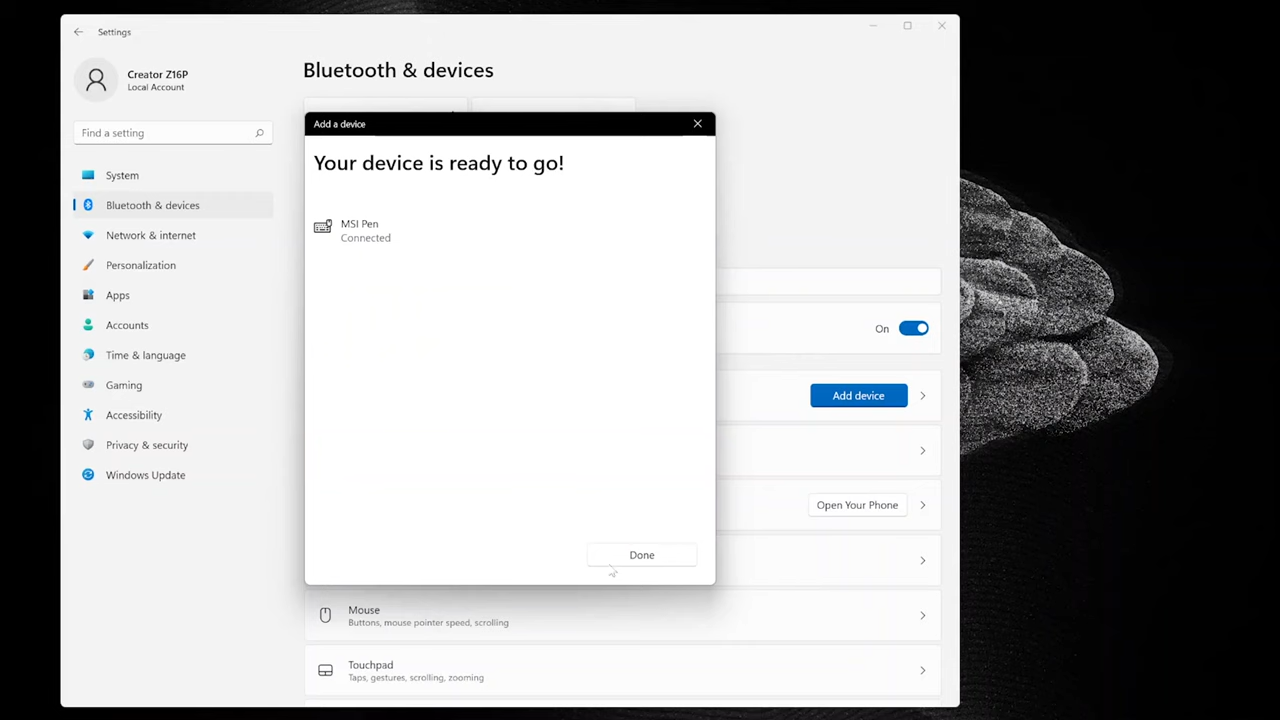 Settings
Creator Z16P
Local Account
Find a setting
System
Bluetooth & devices
Network & internet
Personalization
Apps
Accounts
Time & language
Gaming
Accessibility
Privacy & security
Windows Update
Bluetooth & devices
Add a device
Your device is ready to go!
MSI Pen
Connected
Done
On
Add device
Open Your Phone
Mouse
Buttons, mouse pointer speed, scrolling
Touchpad
Taps, gestures, scrolling, zooming